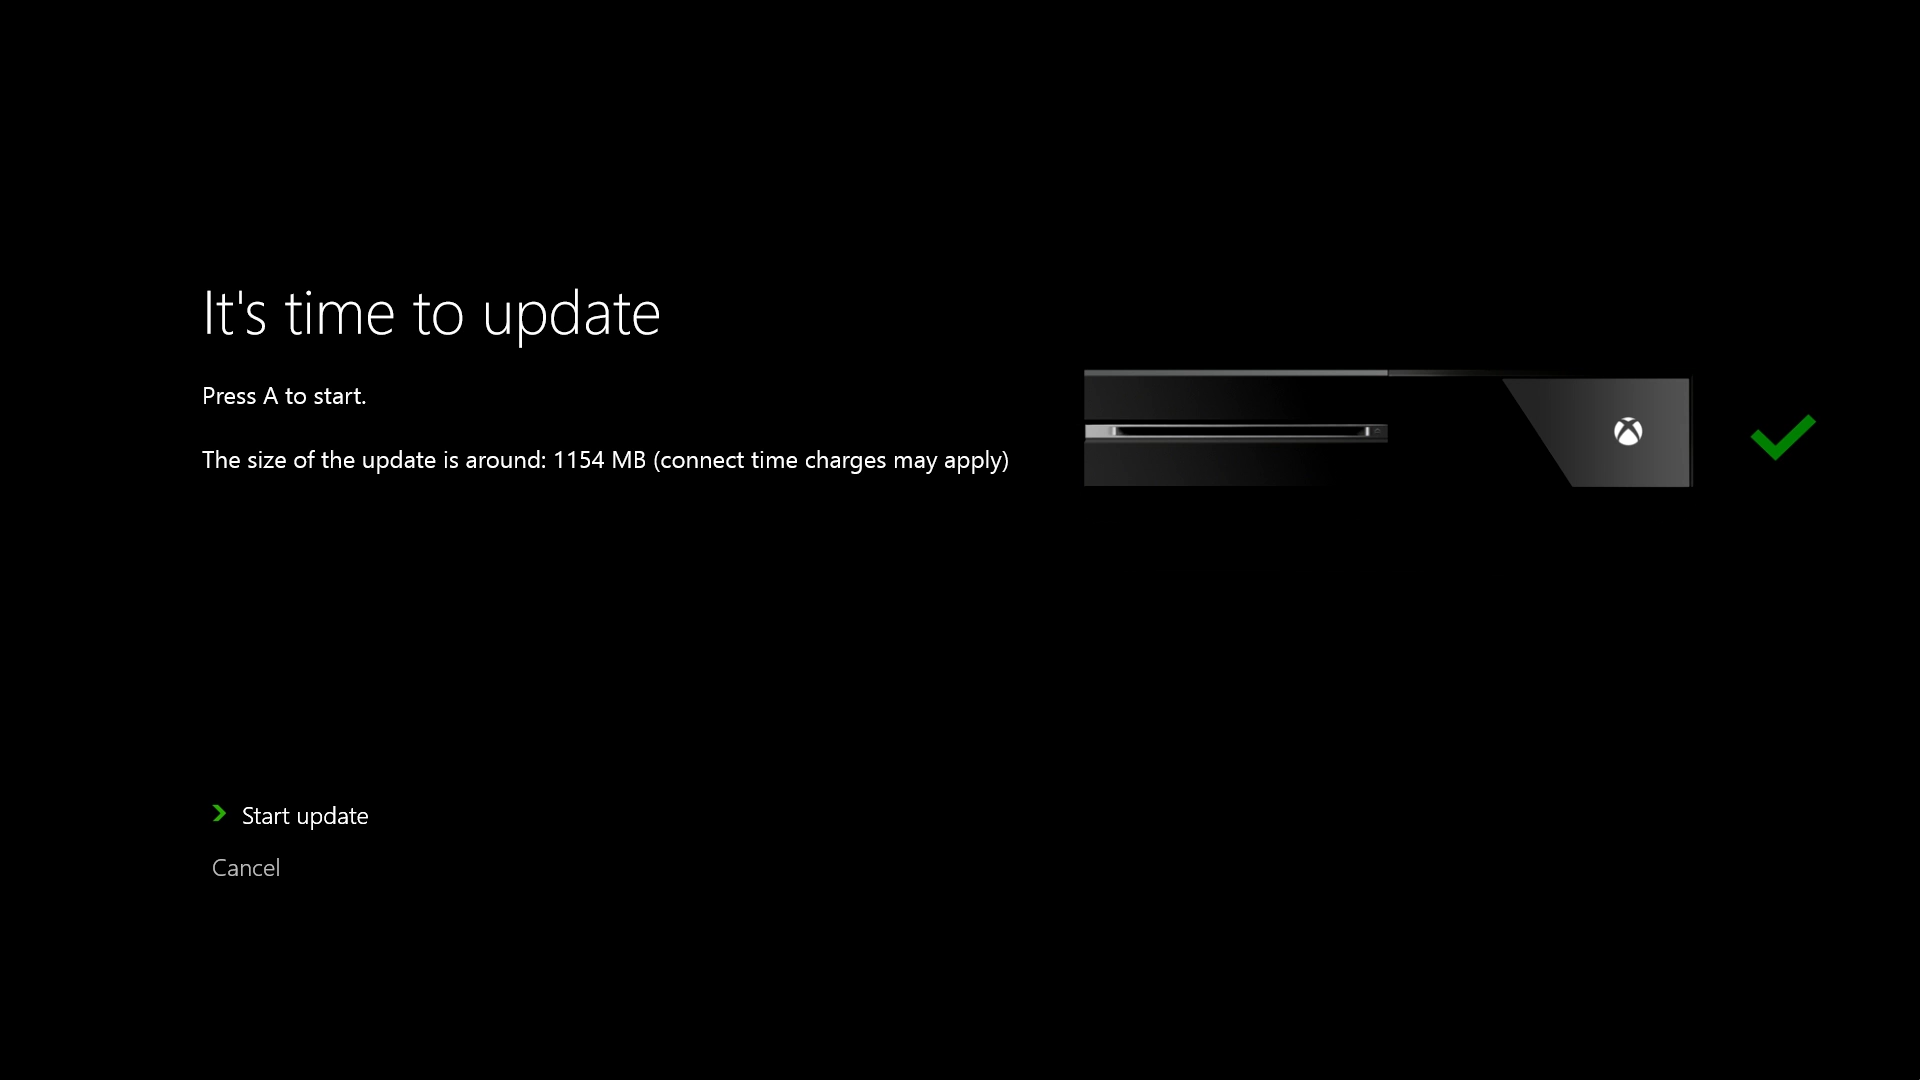 It's time to update
Press A to start.
The size of the update is around: 1154 MB (connect time charges may apply)
Start update
Cancel